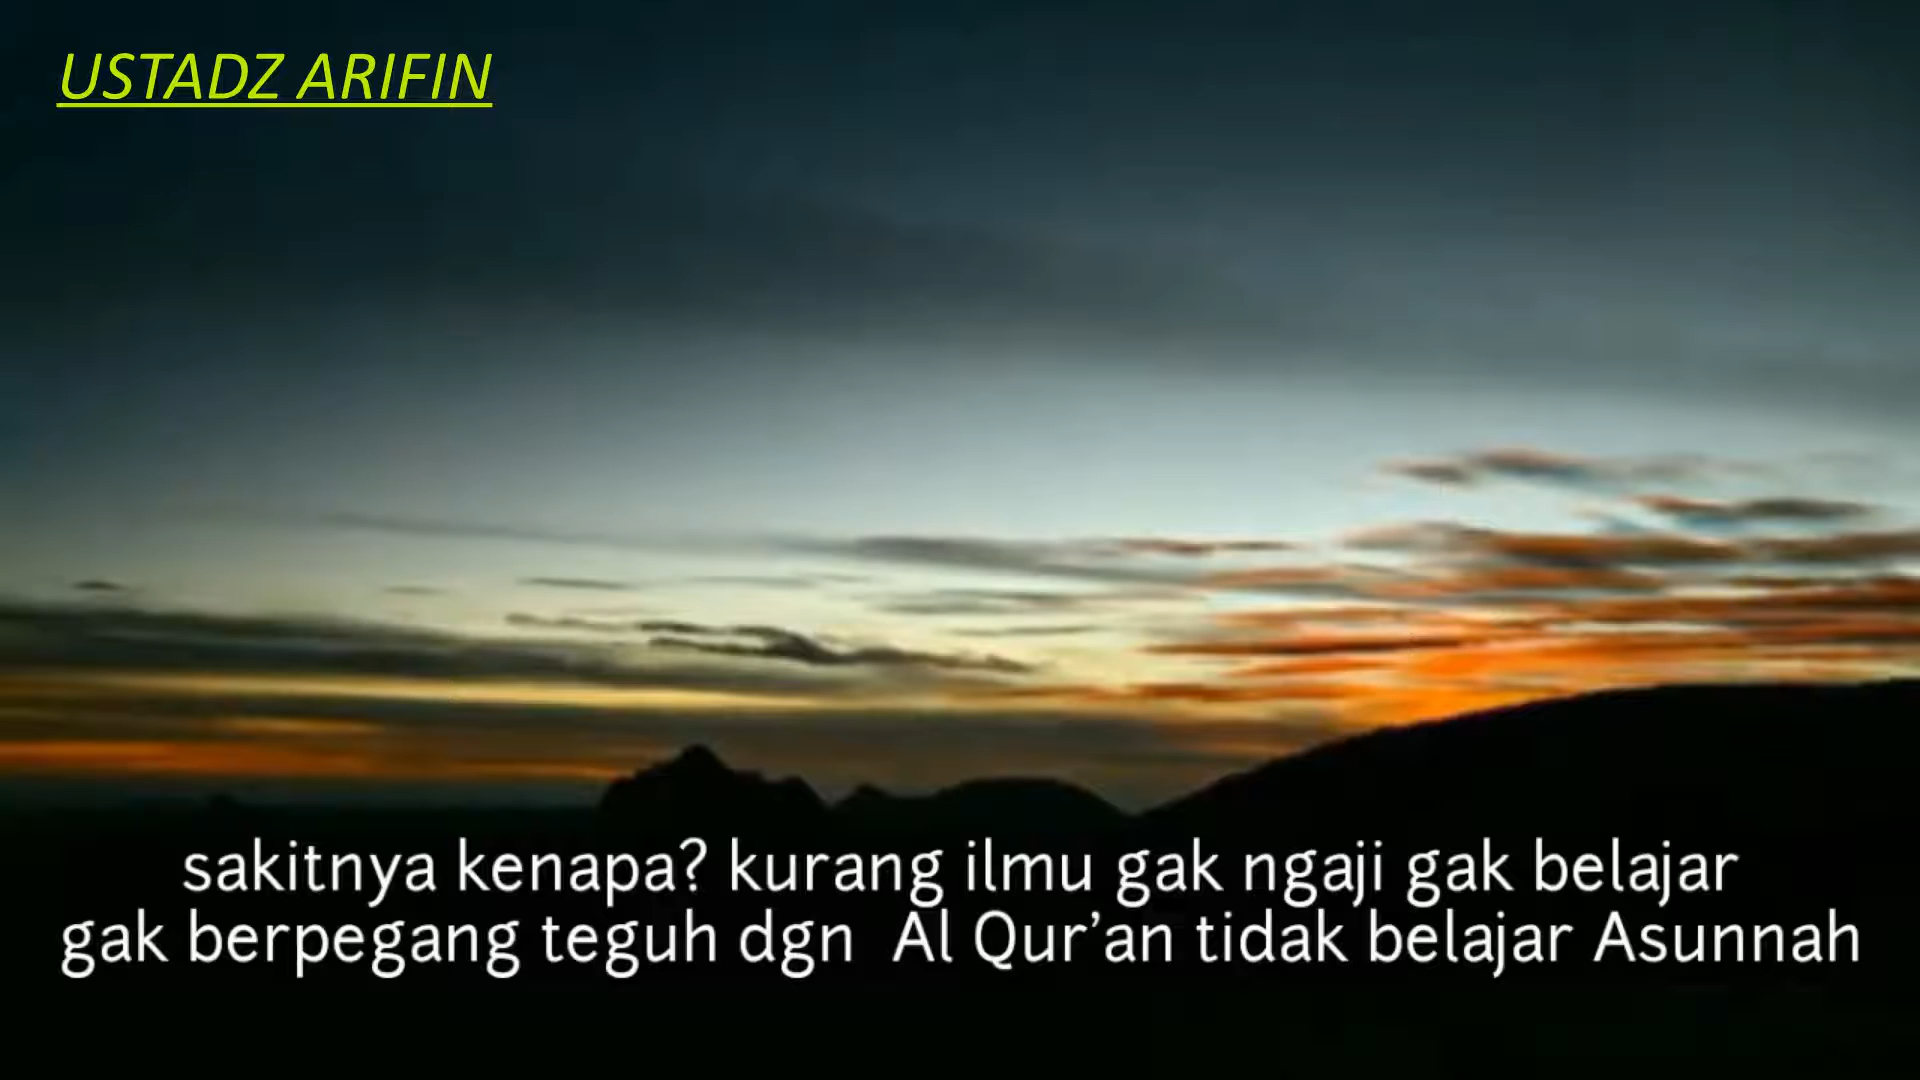 USTADZ ARIFIN
sakitnya kenapa? kurang ilmu gak ngaji gak belajar
gak berpegang teguh dgn Al Qur’an tidak belajar Asunnah